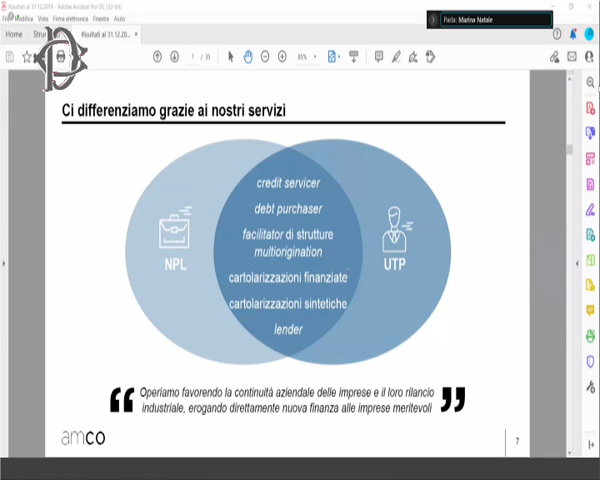 Risultati al 31.12.2019 - Adobe Acrobat Pro DC (32-bit)
File Modifica Vista Firma elettronica Finestra Aiuto
Parla: Marina Natale
Home
Risultati al 31.12.20...
7 / 35
85%
Ci differenziamo grazie ai nostri servizi
credit servicer
debt purchaser
facilitator di strutture
multiorigination
NPL
UTP
cartolarizzazioni finanziate
cartolarizzazioni sintetiche
lender
Operiamo favorendo la continuità aziendale delle imprese e il loro rilancio
industriale, erogando direttamente nuova finanza alle imprese meritevoli
amco
7